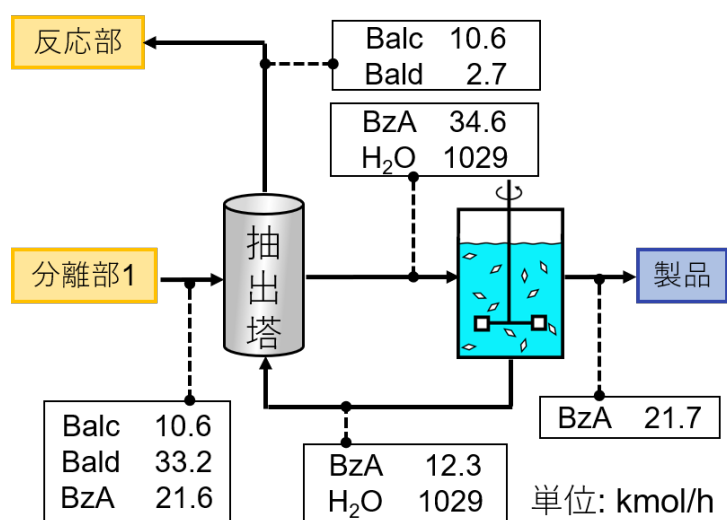 反応部
Balc 10.6
Bald 2.7
BzA 34.6
H₂O 1029
分離部1
抽出塔
製品
Balc 10.6
Bald 33.2
BzA 21.6
BzA 12.3
H₂O 1029
BzA 21.7
単位: kmol/h